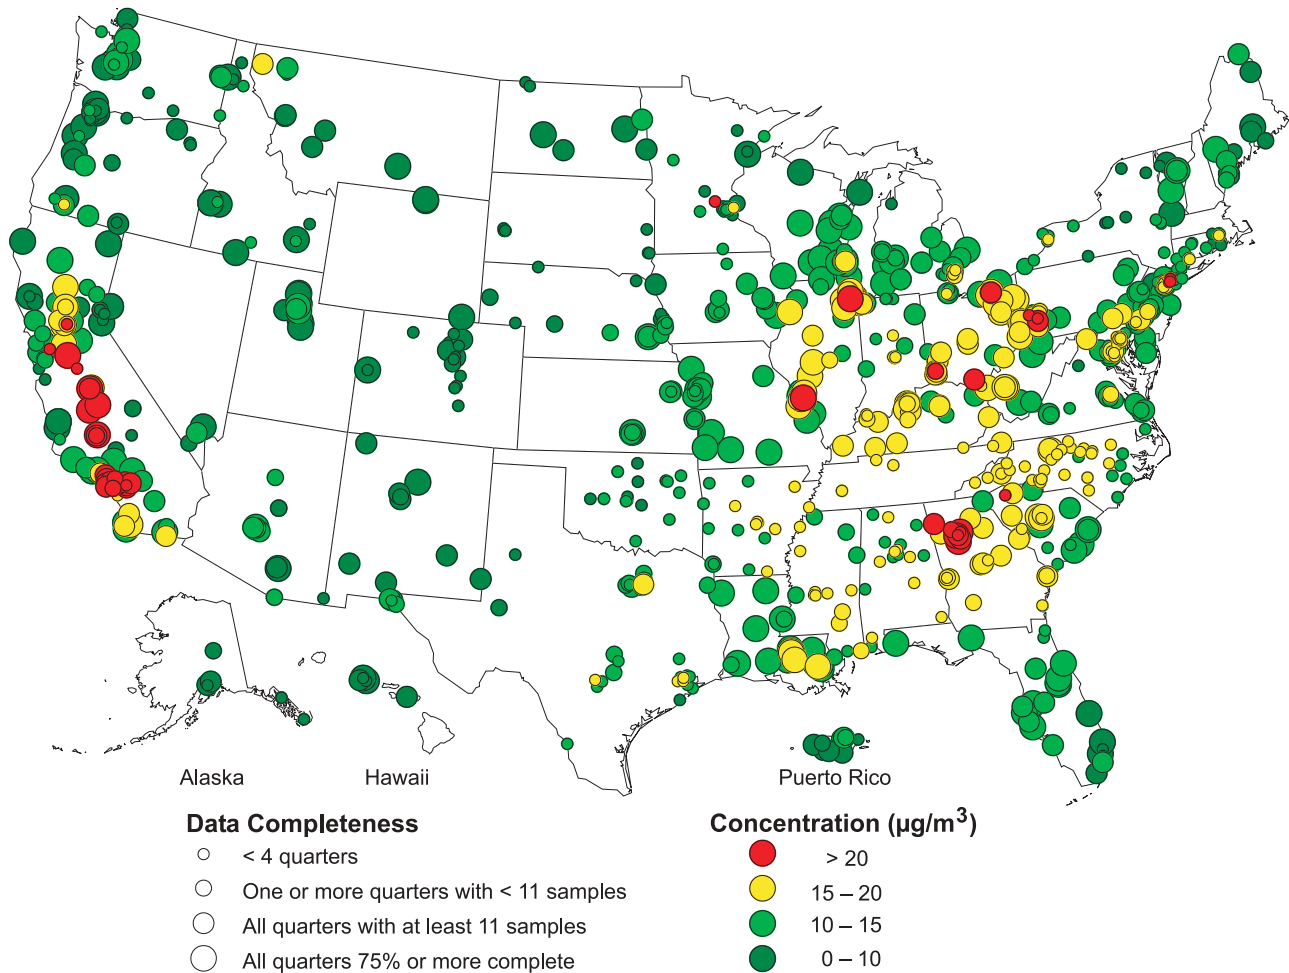 Alaska
Hawaii
Puerto Rico
Data Completeness
< 4 quarters
One or more quarters with < 11 samples
All quarters with at least 11 samples
All quarters 75% or more complete
Concentration (µg/m³)
> 20
15 – 20
10 – 15
0 – 10